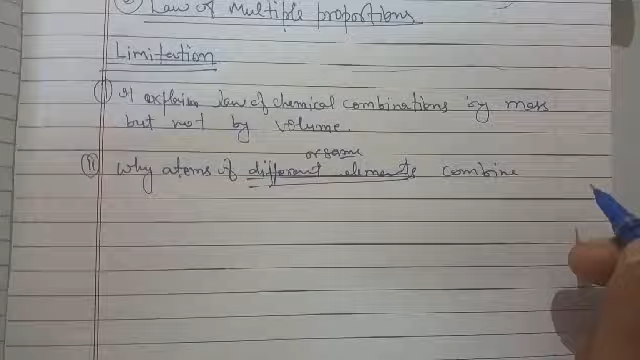 Law of Multiple proportions
Limitation
(i) It explains law of chemical combinations by mass
but not by volume.
or same
(ii) Why atoms of different elements combine